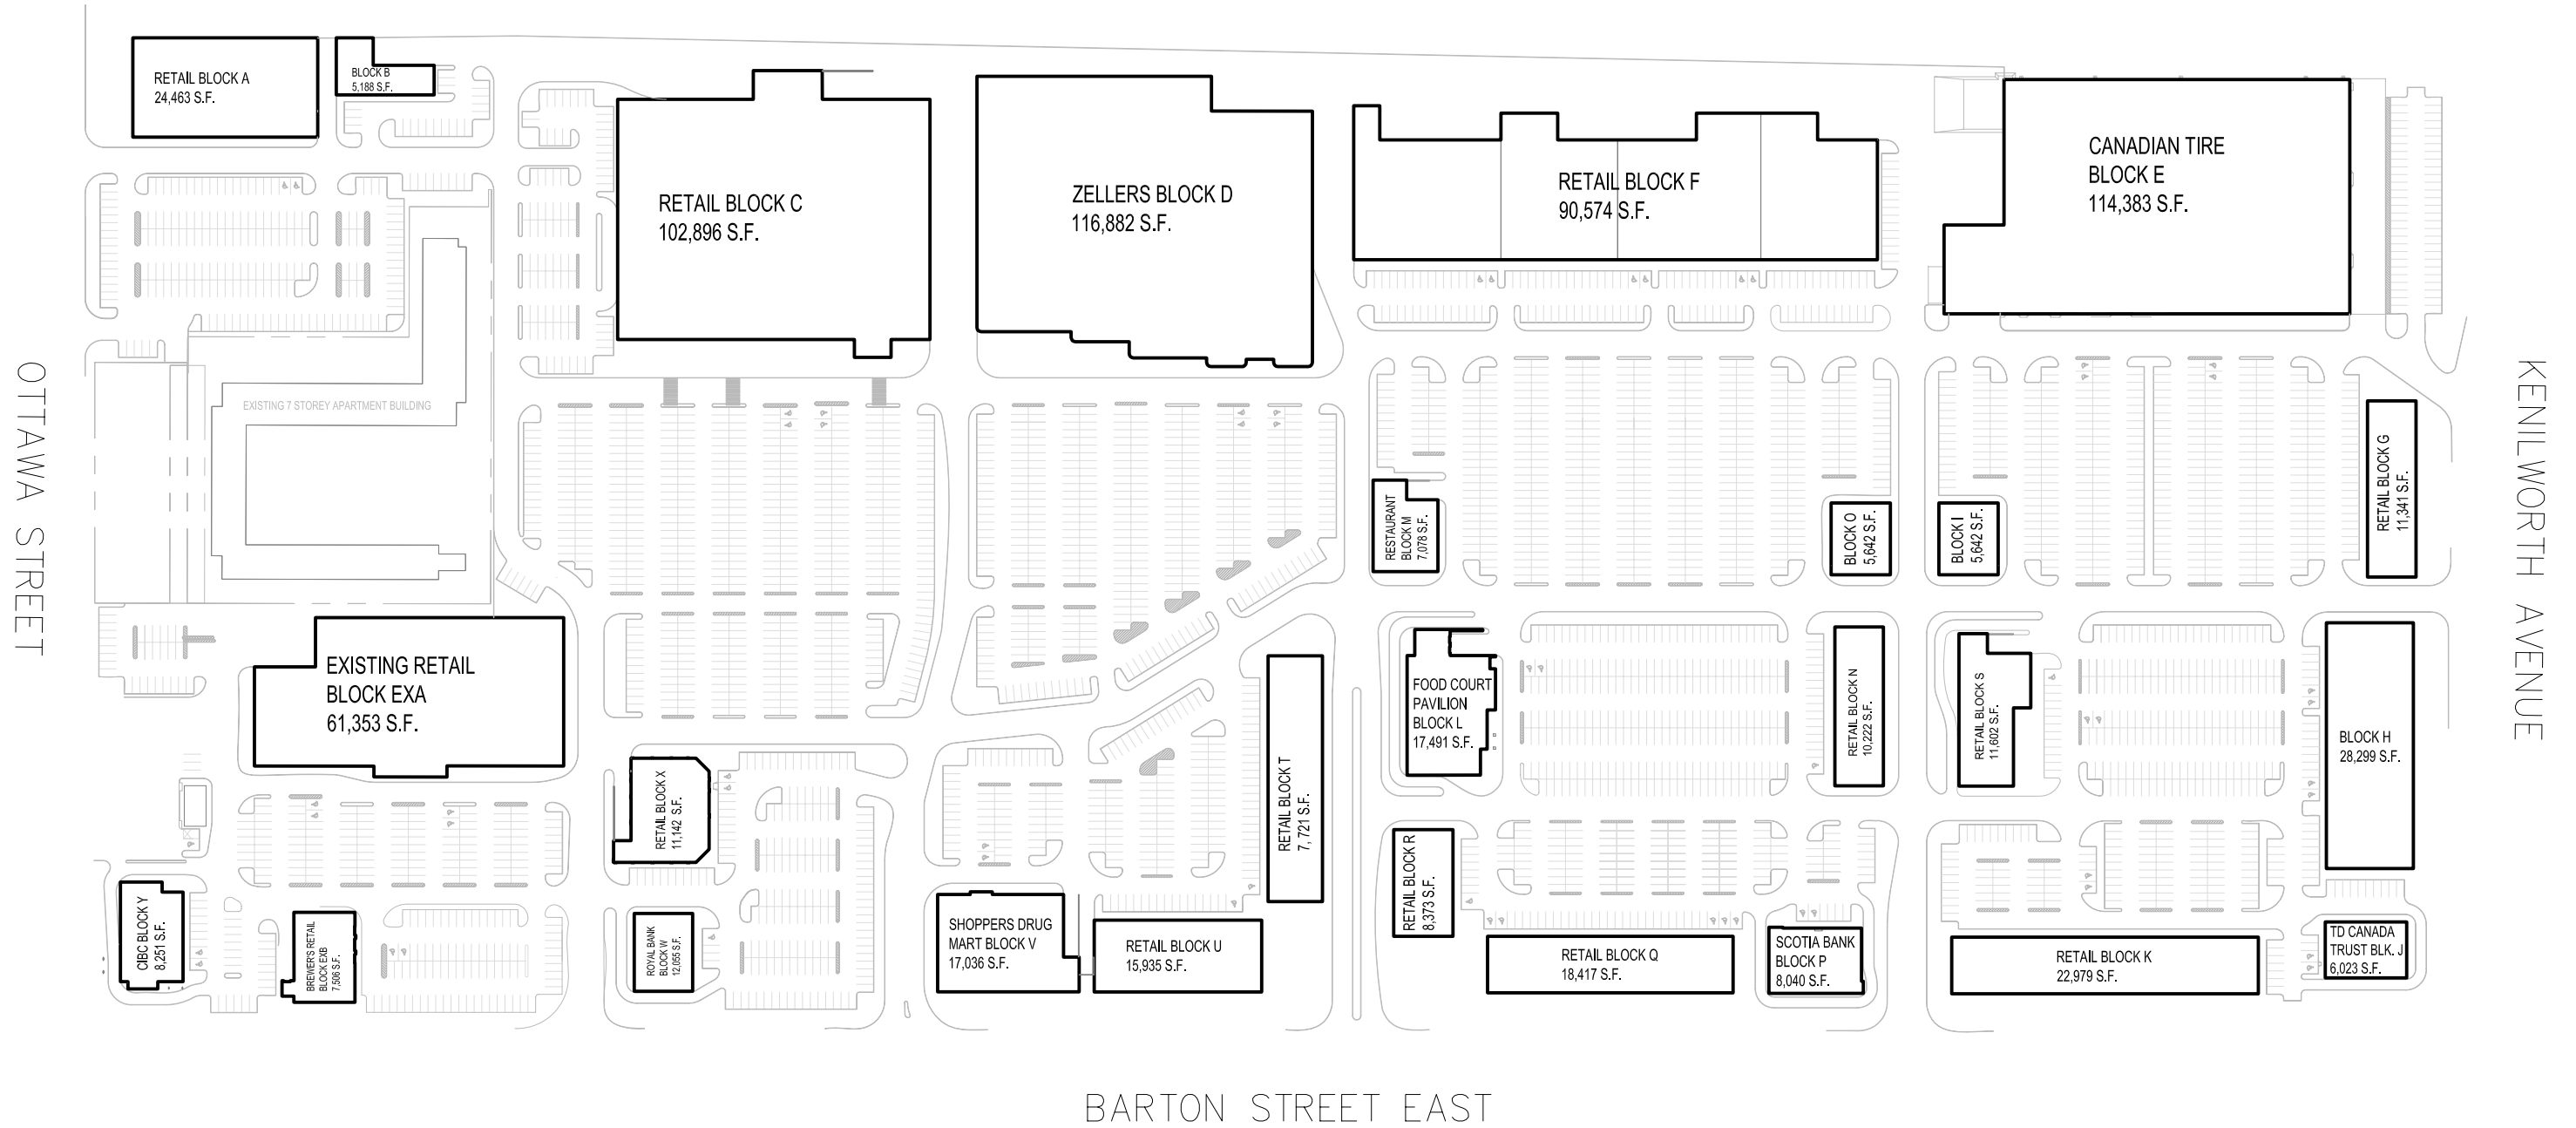 RETAIL BLOCK A
24,463 S.F.
BLOCK B
5,188 S.F.
RETAIL BLOCK C
102,896 S.F.
ZELLERS BLOCK D
116,882 S.F.
RETAIL BLOCK F
90,574 S.F.
CANADIAN TIRE
BLOCK E
114,383 S.F.
OTTAWA STREET
EXISTING 7 STOREY APARTMENT BUILDING
KENILWORTH AVENUE
RETAIL BLOCK G
11,341 S.F.
RESTAURANT
BLOCK M
7,078 S.F.
BLOCK O
5,642 S.F.
BLOCK I
5,642 S.F.
EXISTING RETAIL
BLOCK EXA
61,353 S.F.
FOOD COURT
PAVILION
BLOCK L
17,491 S.F.
RETAIL BLOCK N
10,222 S.F.
RETAIL BLOCK S
11,602 S.F.
BLOCK H
28,299 S.F.
RETAIL BLOCK X
11,142 S.F.
RETAIL BLOCK T
7,721 S.F.
RETAIL BLOCK R
8,373 S.F.
CIBC BLOCK Y
8,251 S.F.
BREWER'S RETAIL
BLOCK EXB
7,506 S.F.
ROYAL BANK
BLOCK W
12,055 S.F.
SHOPPERS DRUG
MART BLOCK V
17,036 S.F.
RETAIL BLOCK U
15,935 S.F.
RETAIL BLOCK Q
18,417 S.F.
SCOTIA BANK
BLOCK P
8,040 S.F.
RETAIL BLOCK K
22,979 S.F.
TD CANADA
TRUST BLK. J
6,023 S.F.
BARTON STREET EAST